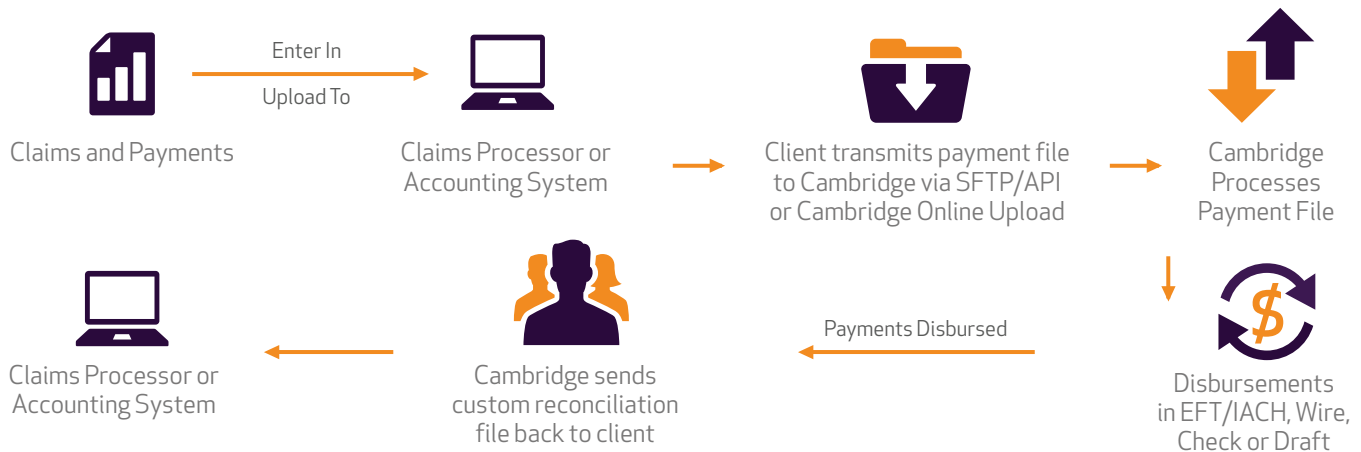 Enter In
Upload To
Claims and Payments
Claims Processor or
Accounting System
Client transmits payment file
to Cambridge via SFTP/API
or Cambridge Online Upload
Cambridge
Processes
Payment File
$
Disbursements
in EFT/IACH, Wire,
Check or Draft
Payments Disbursed
Cambridge sends
custom reconciliation
file back to client
Claims Processor or
Accounting System